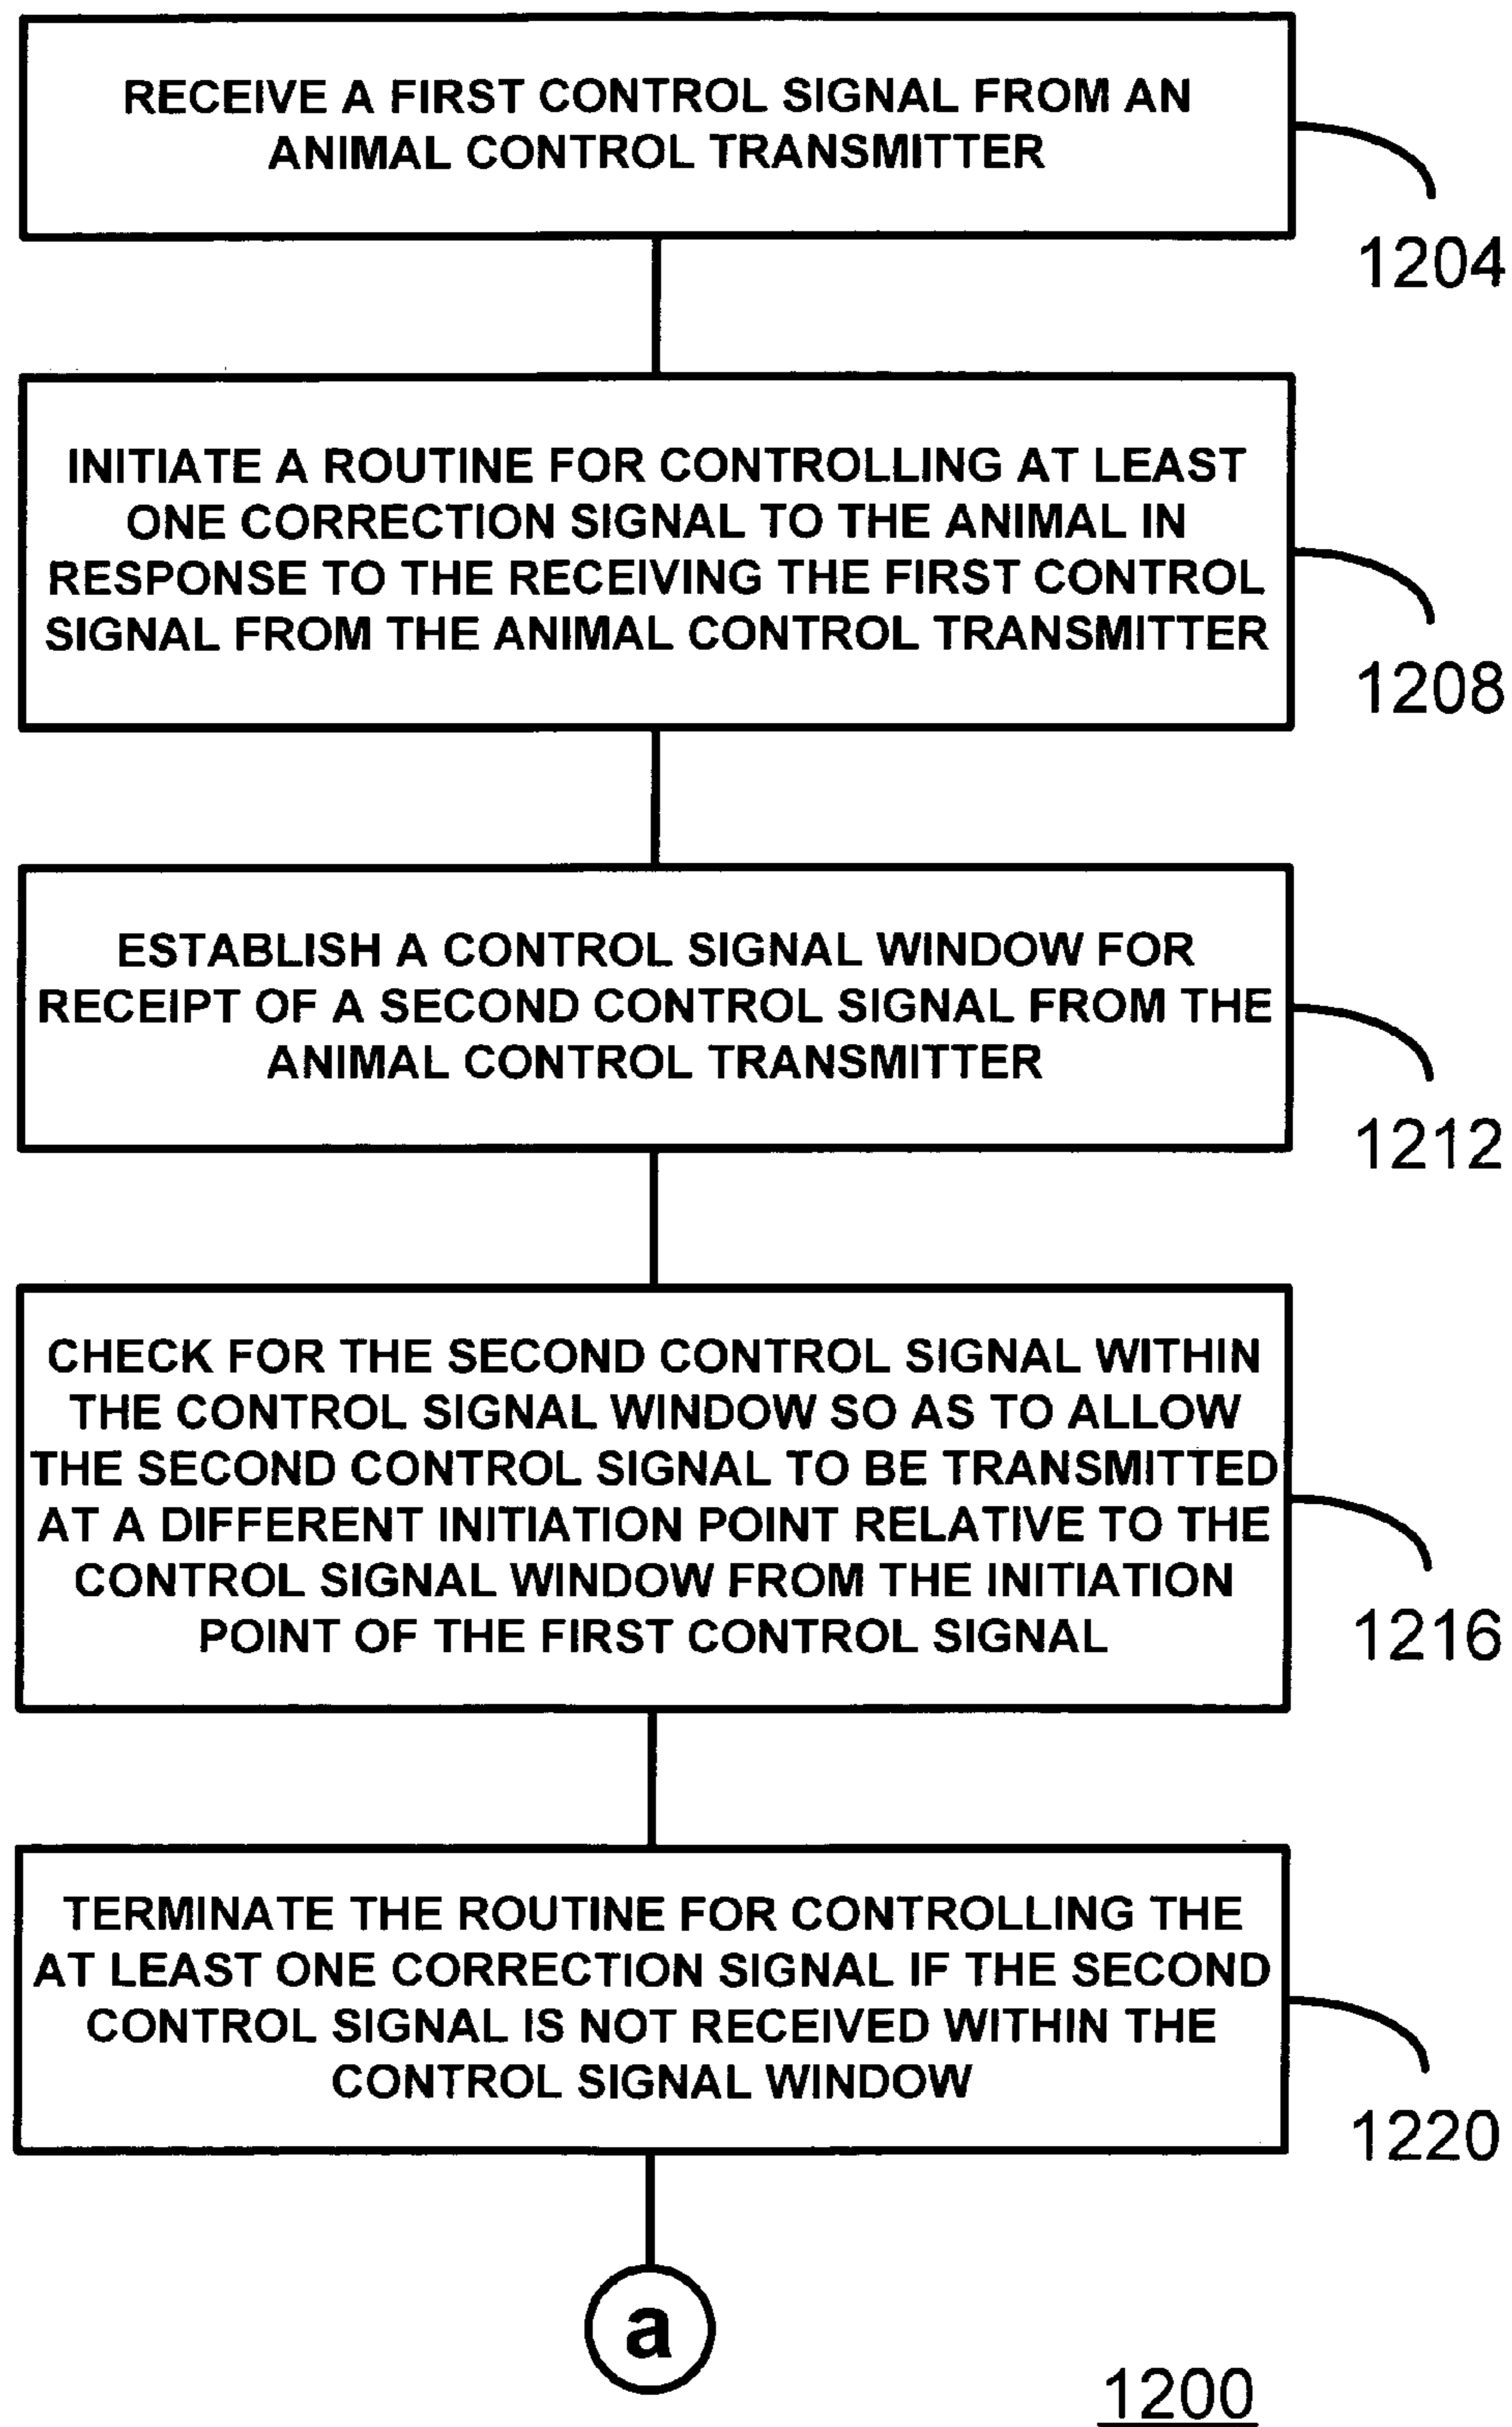 RECEIVE A FIRST CONTROL SIGNAL FROM AN
ANIMAL CONTROL TRANSMITTER
1204
INITIATE A ROUTINE FOR CONTROLLING AT LEAST
ONE CORRECTION SIGNAL TO THE ANIMAL IN
RESPONSE TO THE RECEIVING THE FIRST CONTROL
SIGNAL FROM THE ANIMAL CONTROL TRANSMITTER
1208
ESTABLISH A CONTROL SIGNAL WINDOW FOR
RECEIPT OF A SECOND CONTROL SIGNAL FROM THE
ANIMAL CONTROL TRANSMITTER
1212
CHECK FOR THE SECOND CONTROL SIGNAL WITHIN
THE CONTROL SIGNAL WINDOW SO AS TO ALLOW
THE SECOND CONTROL SIGNAL TO BE TRANSMITTED
AT A DIFFERENT INITIATION POINT RELATIVE TO THE
CONTROL SIGNAL WINDOW FROM THE INITIATION
POINT OF THE FIRST CONTROL SIGNAL
1216
TERMINATE THE ROUTINE FOR CONTROLLING THE
AT LEAST ONE CORRECTION SIGNAL IF THE SECOND
CONTROL SIGNAL IS NOT RECEIVED WITHIN THE
CONTROL SIGNAL WINDOW
1220
a
1200